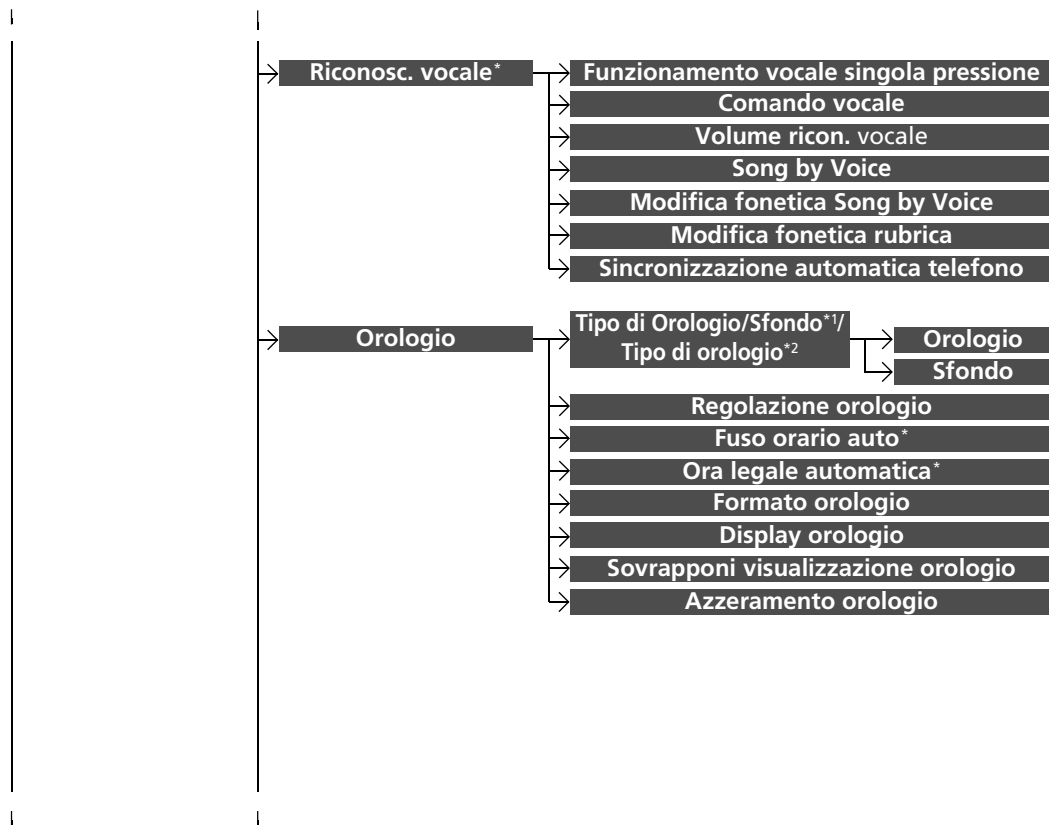 Riconosc. vocale*
Funzionamento vocale singola pressione
Comando vocale
Volume ricon. vocale
Song by Voice
Modifica fonetica Song by Voice
Modifica fonetica rubrica
Sincronizzazione automatica telefono
Orologio
Tipo di Orologio/Sfondo*1/
Tipo di orologio*2
Orologio
Sfondo
Regolazione orologio
Fuso orario auto*
Ora legale automatica*
Formato orologio
Display orologio
Sovrapponi visualizzazione orologio
Azzeramento orologio